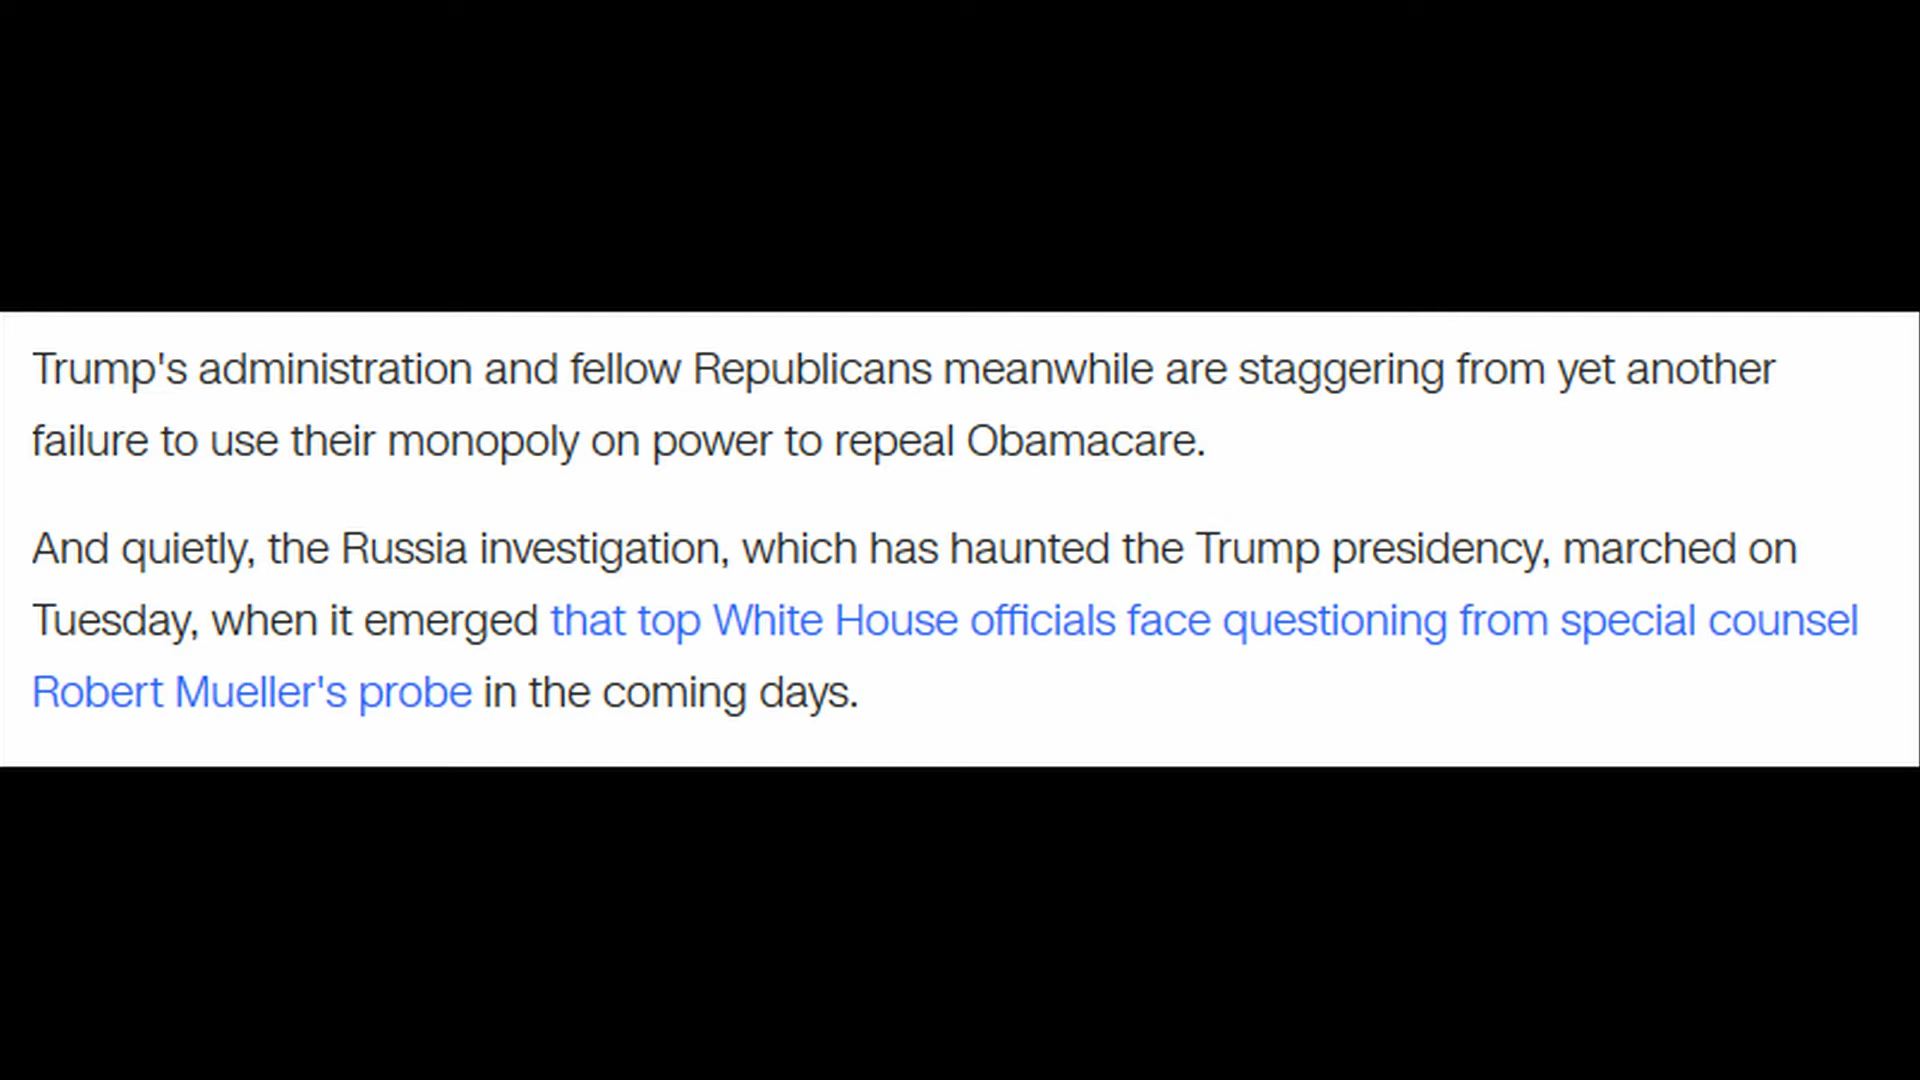 Trump's administration and fellow Republicans meanwhile are staggering from yet another
failure to use their monopoly on power to repeal Obamacare.
And quietly, the Russia investigation, which has haunted the Trump presidency, marched on
Tuesday, when it emerged that top White House officials face questioning from special counsel
Robert Mueller's probe in the coming days.